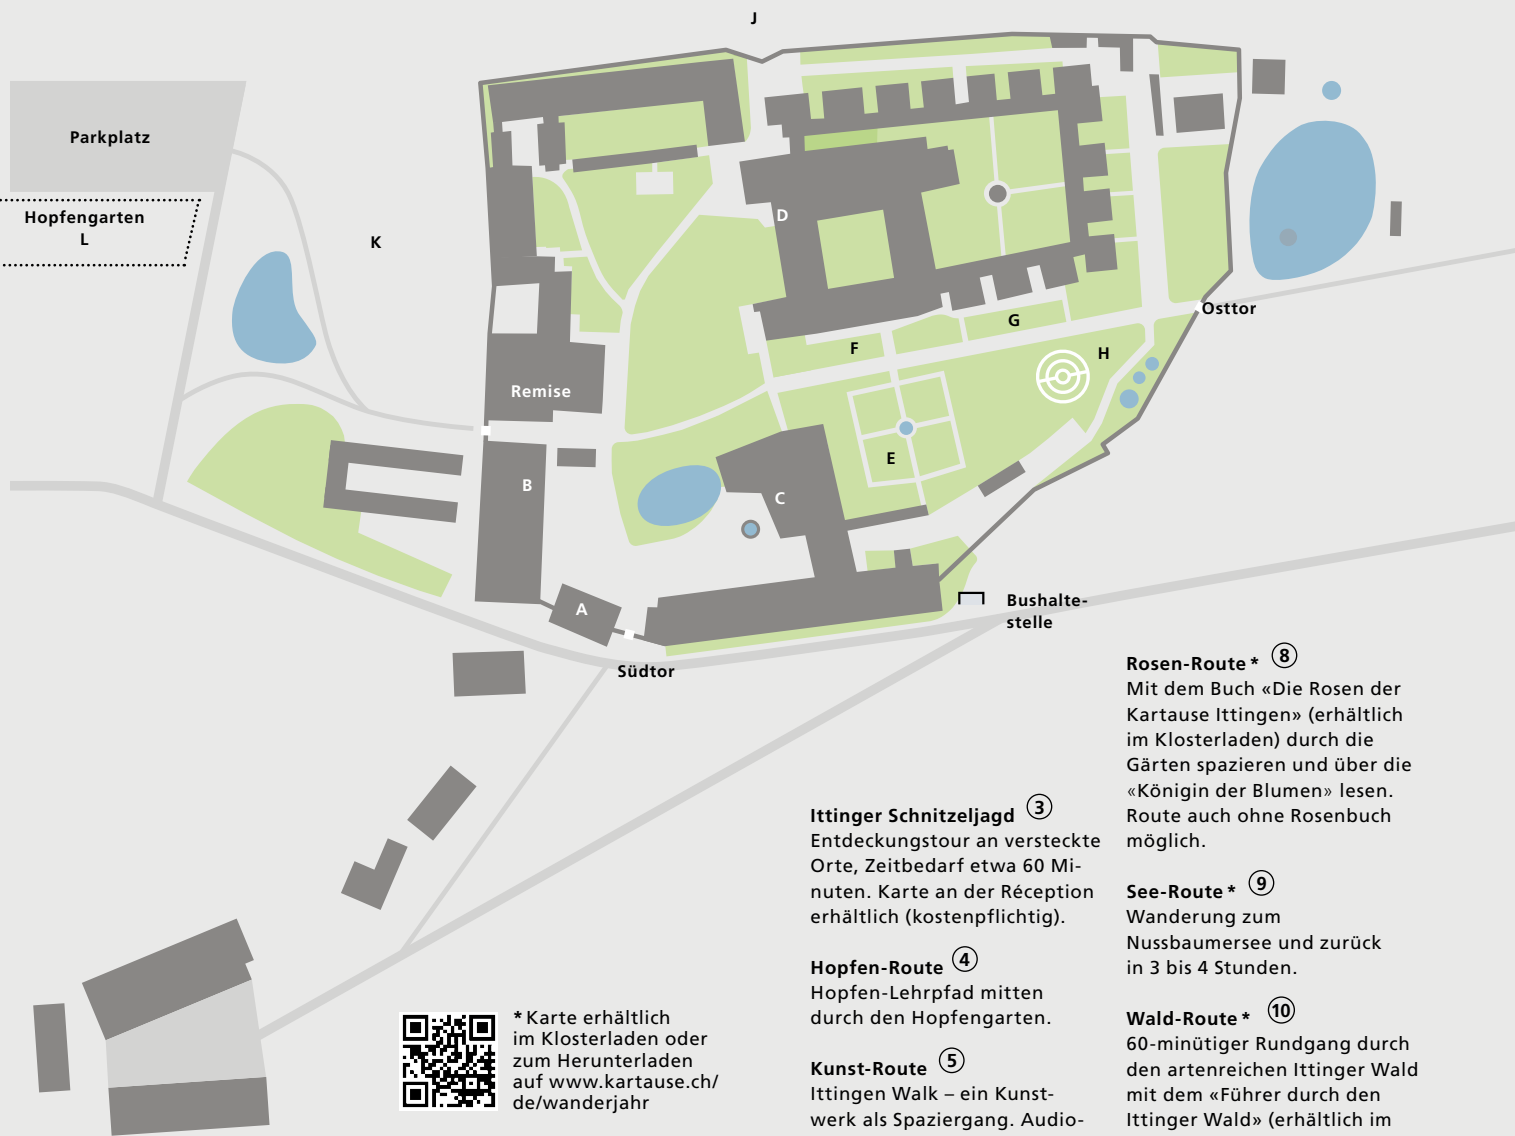 J
Parkplatz
Hopfengarten
L
K
D
Osttor
G
F
H
Remise
E
B
C
A
Bushalte-
stelle
Südtor
Ittinger Schnitzeljagd 3
Entdeckungstour an versteckte
Orte, Zeitbedarf etwa 60 Mi-
nuten. Karte an der Réception
erhältlich (kostenpflichtig).
Hopfen-Route 4
Hopfen-Lehrpfad mitten
durch den Hopfengarten.
Kunst-Route 5
Ittingen Walk – ein Kunst-
werk als Spaziergang. Audio-
Rosen-Route * 8
Mit dem Buch «Die Rosen der
Kartause Ittingen» (erhältlich
im Klosterladen) durch die
Gärten spazieren und über die
«Königin der Blumen» lesen.
Route auch ohne Rosenbuch
möglich.
See-Route * 9
Wanderung zum
Nussbaumersee und zurück
in 3 bis 4 Stunden.
Wald-Route * 10
60-minütiger Rundgang durch
den artenreichen Ittinger Wald
mit dem «Führer durch den
Ittinger Wald» (erhältlich im
* Karte erhältlich
im Klosterladen oder
zum Herunterladen
auf www.kartause.ch/
de/wanderjahr